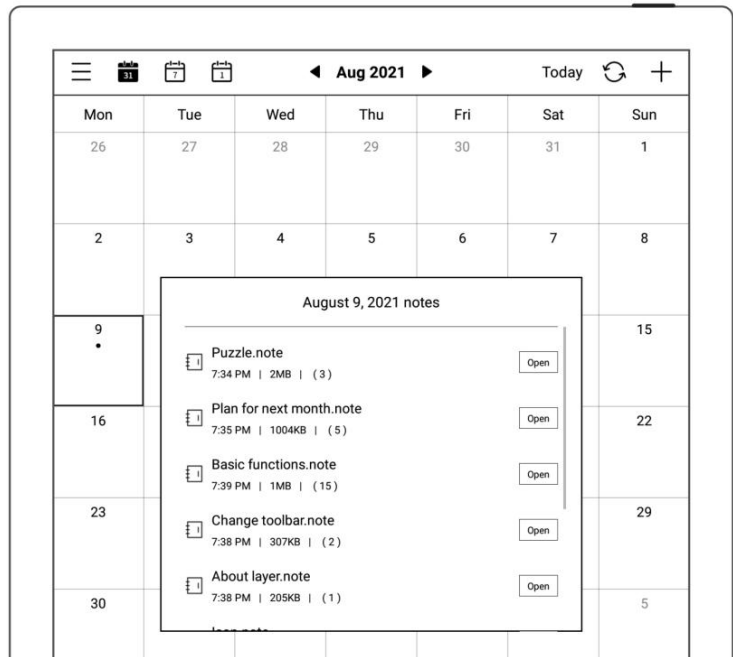 31 7 1 Aug 2021 Today
Mon Tue Wed Thu Fri Sat Sun
26 27 28 29 30 31 1
2 3 4 5 6 7 8
August 9, 2021 notes
9 15
Puzzle.note
7:34 PM | 2MB | (3)
Open
Plan for next month.note
7:35 PM | 1004KB | (5)
Open
16 22
Basic functions.note
7:39 PM | 1MB | (15)
Open
23 29
Change toolbar.note
7:38 PM | 307KB | (2)
Open
About layer.note
7:38 PM | 205KB | (1)
Open
30 5